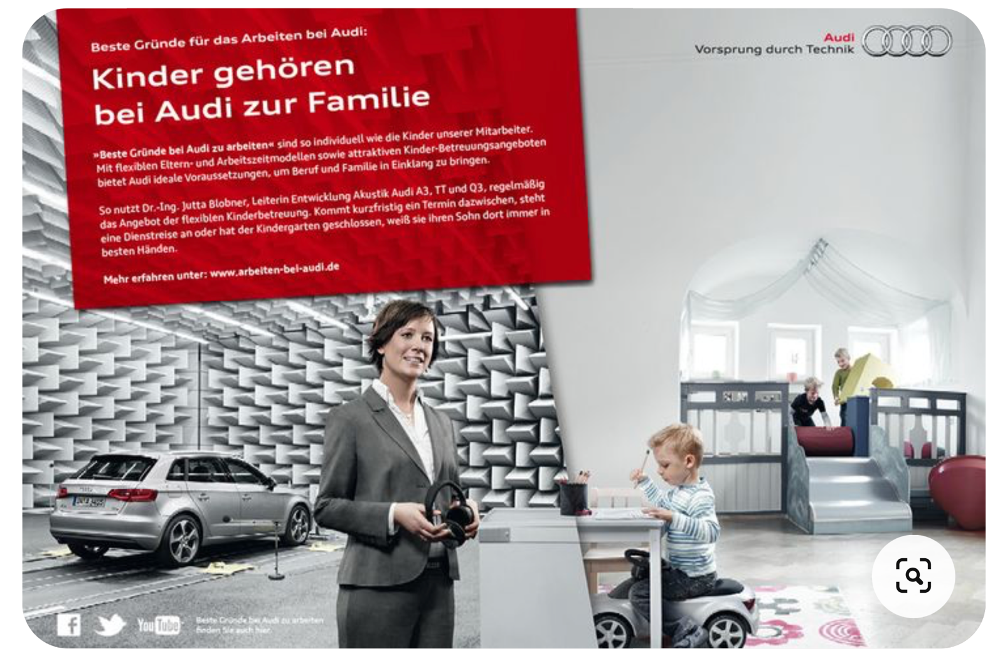 Beste Gründe für das Arbeiten bei Audi:
Kinder gehören
bei Audi zur Familie
»Beste Gründe bei Audi zu arbeiten« sind so individuell wie die Kinder unserer Mitarbeiter.
Mit flexiblen Eltern- und Arbeitszeitmodellen sowie attraktiven Kinder-Betreuungsangeboten
bietet Audi ideale Voraussetzungen, um Beruf und Familie in Einklang zu bringen.
So nutzt Dr.-Ing. Jutta Blobner, Leiterin Entwicklung Akustik Audi A3, TT und Q3, regelmäßig
das Angebot der flexiblen Kinderbetreuung. Kommt kurzfristig ein Termin dazwischen, steht
eine Dienstreise an oder hat der Kindergarten geschlossen, weiß sie ihren Sohn dort immer in
besten Händen.
Mehr erfahren unter: www.arbeiten-bei-audi.de
Audi
Vorsprung durch Technik
YouTube
Beste Gründe bei Audi zu arbeiten
finden Sie auch hier.